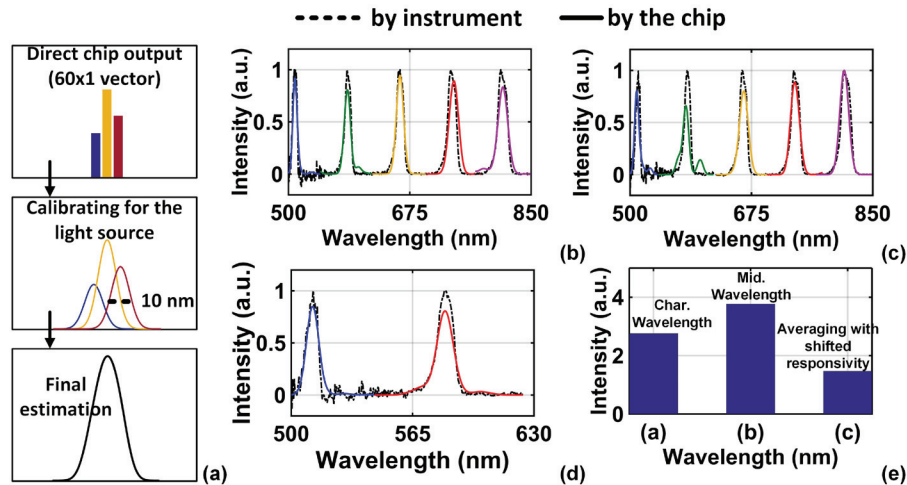 by instrument
by the chip
Direct chip output
(60x1 vector)
Calibrating for the
light source
10 nm
Final
estimation
(a)
Intensity (a.u.)
1
0.5
0
500
675
850
Wavelength (nm)
(b)
Intensity (a.u.)
1
0.5
0
500
675
850
Wavelength (nm)
(c)
Intensity (a.u.)
1
0.5
0
500
565
630
Wavelength (nm)
(d)
Intensity (a.u.)
4
2
0
Char.
Wavelength
Mid.
Wavelength
Averaging with
shifted
responsivity
(a)
(b)
(c)
Wavelength (nm)
(e)